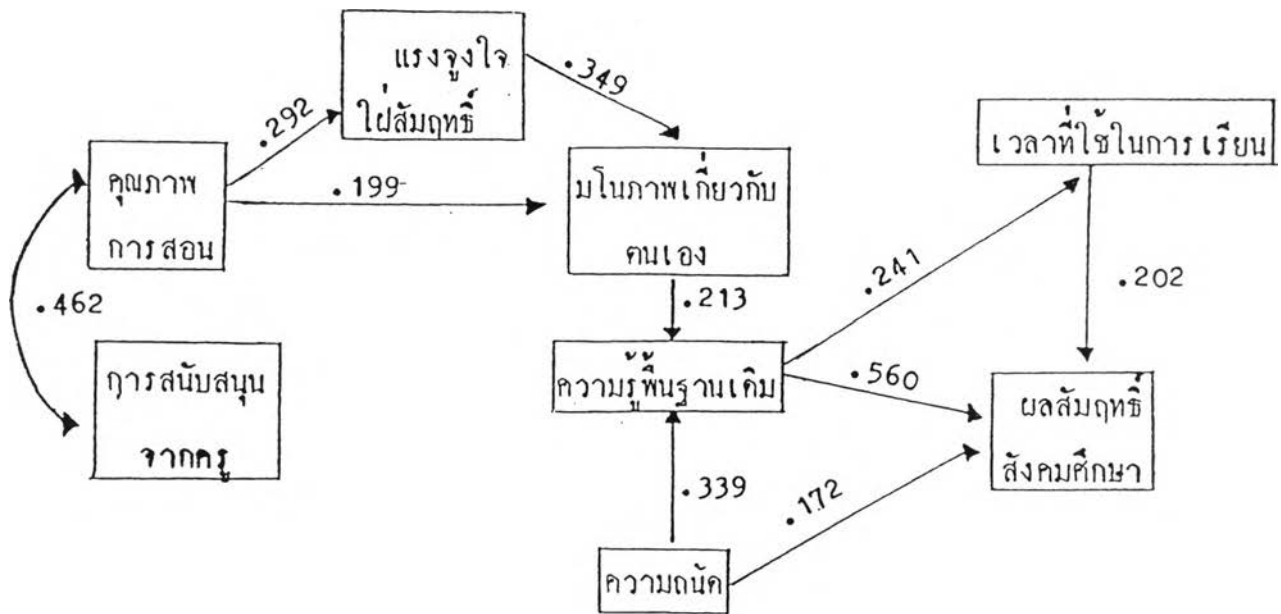 แรงจูงใจ
ใฝ่สัมฤทธิ์
.349
.292
เวลาที่ใช้ในการเรียน
คุณภาพ
การสอน
.199
มโนภาพเกี่ยวกับ
ตนเอง
.241
.462
.213
.202
การสนับสนุน
จากครู
ความรู้พื้นฐานเดิม
.560
ผลสัมฤทธิ์
สังคมศึกษา
.339
.172
ความถนัด